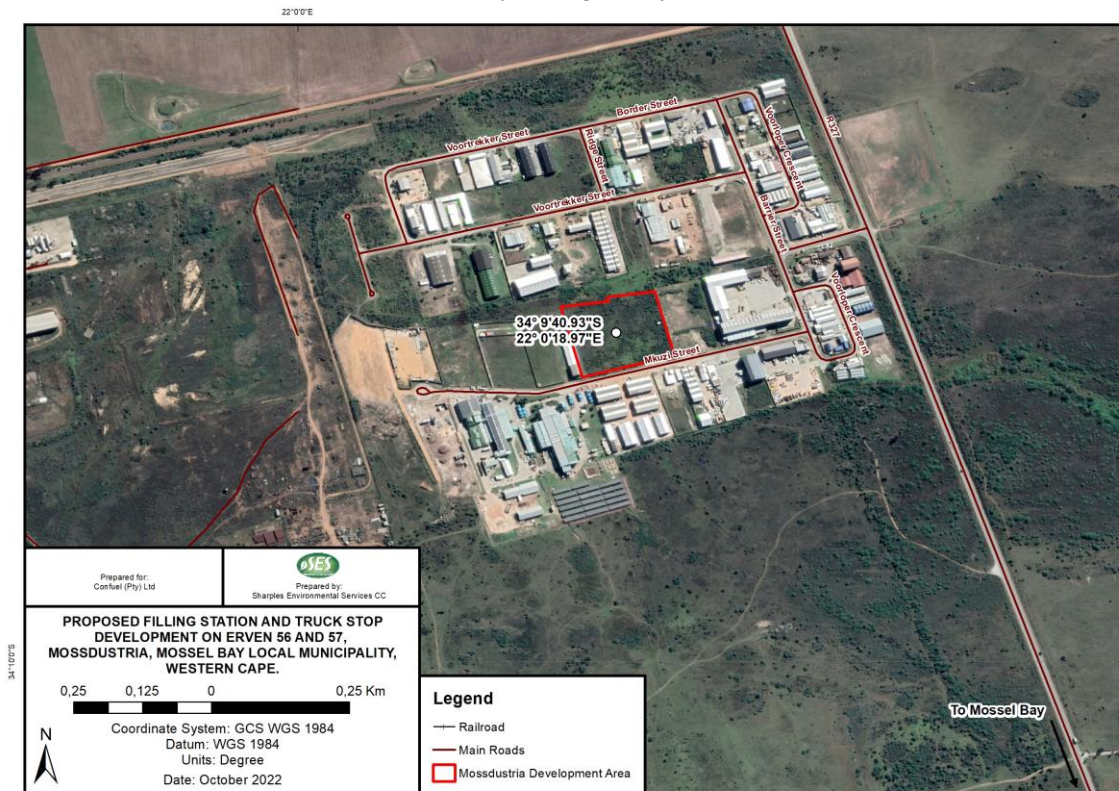 22°0'0"E
Border Street
Voortrekker Street
Ridge Street
Voorloper Crescent
R327
Voortrekker Street
Barrier Street
34° 9'40.93"S
22° 0'18.97"E
Voorloper Crescent
Mkuzi Street
34°10'0"S
Prepared for:
Confuel (Pty) Ltd
SES
Prepared by:
Sharples Environmental Services CC
PROPOSED FILLING STATION AND TRUCK STOP
DEVELOPMENT ON ERVEN 56 AND 57,
MOSSDUSTRIA, MOSSEL BAY LOCAL MUNICIPALITY,
WESTERN CAPE.
0,25 0,125 0 0,25 Km
Coordinate System: GCS WGS 1984
Datum: WGS 1984
Units: Degree
Date: October 2022
N
Legend
Railroad
Main Roads
Mossdustria Development Area
To Mossel Bay